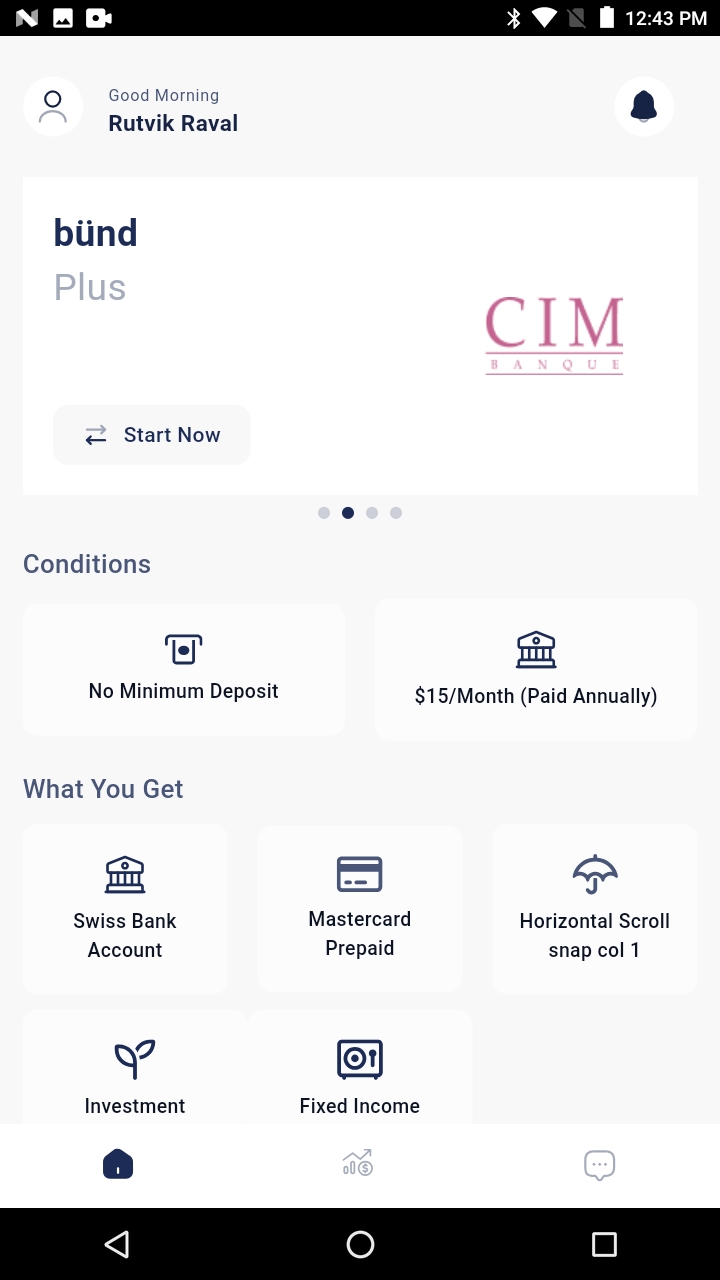 12:43 PM
Good Morning
Rutvik Raval
bünd
Plus
CIM
BANQUE
Start Now
Conditions
No Minimum Deposit
$15/Month (Paid Annually)
What You Get
Swiss Bank
Account
Mastercard
Prepaid
Horizontal Scroll
snap col 1
Investment
Fixed Income